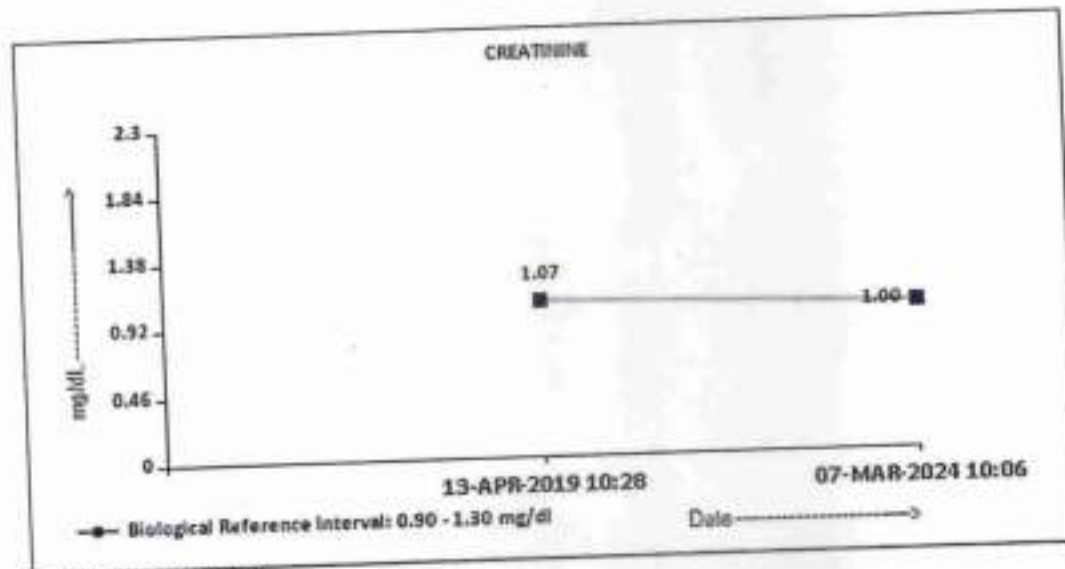 CREATININE
2.3
1.84
1.38
0.92
0.46
0
mg/dL
1.07
1.00
13-APR-2019 10:28
07-MAR-2024 10:06
Biological Reference Interval: 0.90 - 1.30 mg/dl
Date